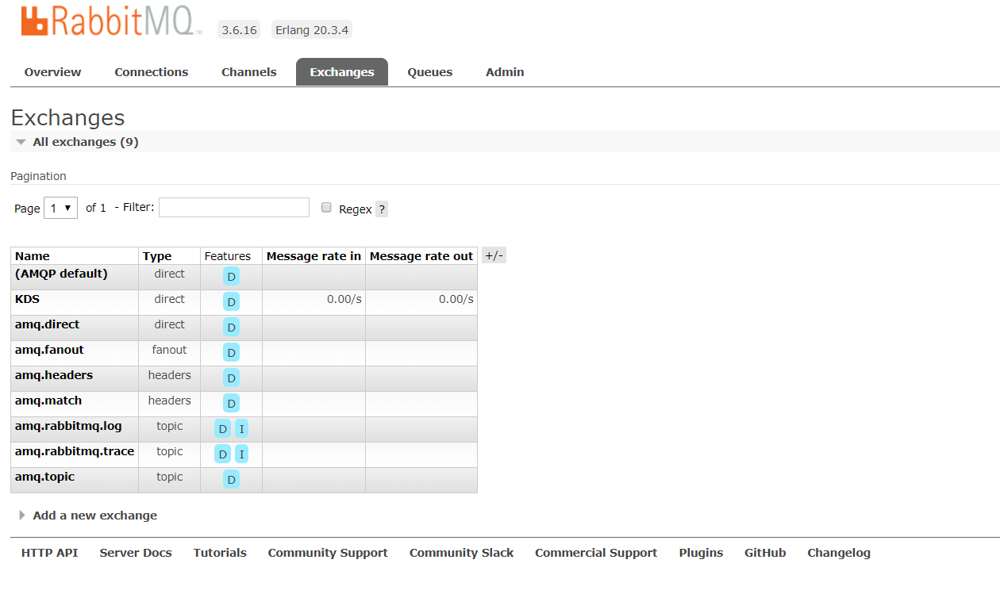 RabbitMQ™ 3.6.16 Erlang 20.3.4
Overview Connections Channels Exchanges Queues Admin
Exchanges
All exchanges (9)
Pagination
Page 1 of 1 - Filter: Regex ?
Name Type Features Message rate in Message rate out +/-
(AMQP default) direct D
KDS direct D 0.00/s 0.00/s
amq.direct direct D
amq.fanout fanout D
amq.headers headers D
amq.match headers D
amq.rabbitmq.log topic D I
amq.rabbitmq.trace topic D I
amq.topic topic D
Add a new exchange
HTTP API Server Docs Tutorials Community Support Community Slack Commercial Support Plugins GitHub Changelog